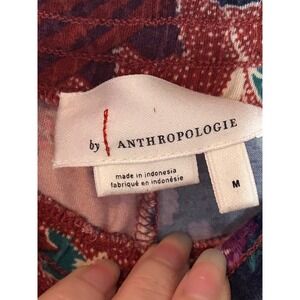 by ANTHROPOLOGIE
made in indonesia
fabriqué en indonésie
M